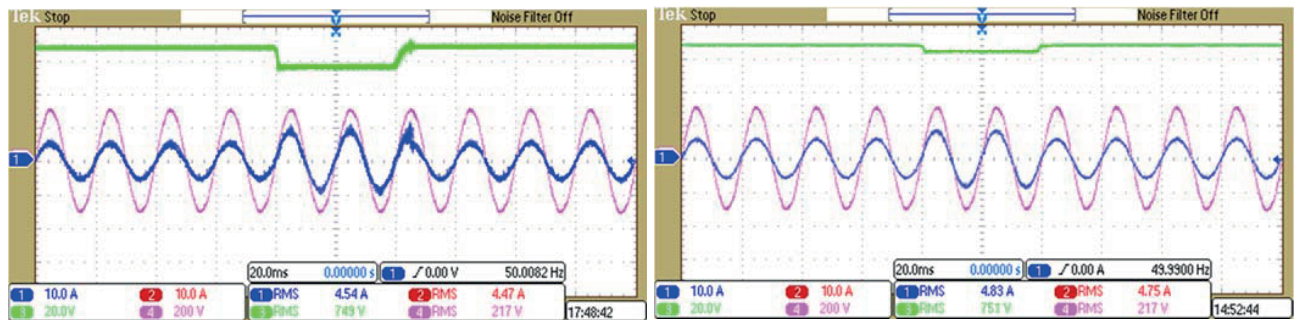 Tek Stop
Noise Filter Off
1
20.0ms 0.00000 s
1 0.00 V 50.0082 Hz
1 10.0 A 2 10.0 A
3 20.0V 4 200 V
1 RMS 4.54 A 2 RMS 4.47 A
3 RMS 749 V 4 RMS 217 V
17:48:42
Tek Stop
Noise Filter Off
1
20.0ms 0.00000 s
1 0.00 A 49.9900 Hz
1 10.0 A 2 10.0 A
3 20.0V 4 200 V
1 RMS 4.83 A 2 RMS 4.75 A
3 RMS 751 V 4 RMS 217 V
14:52:44